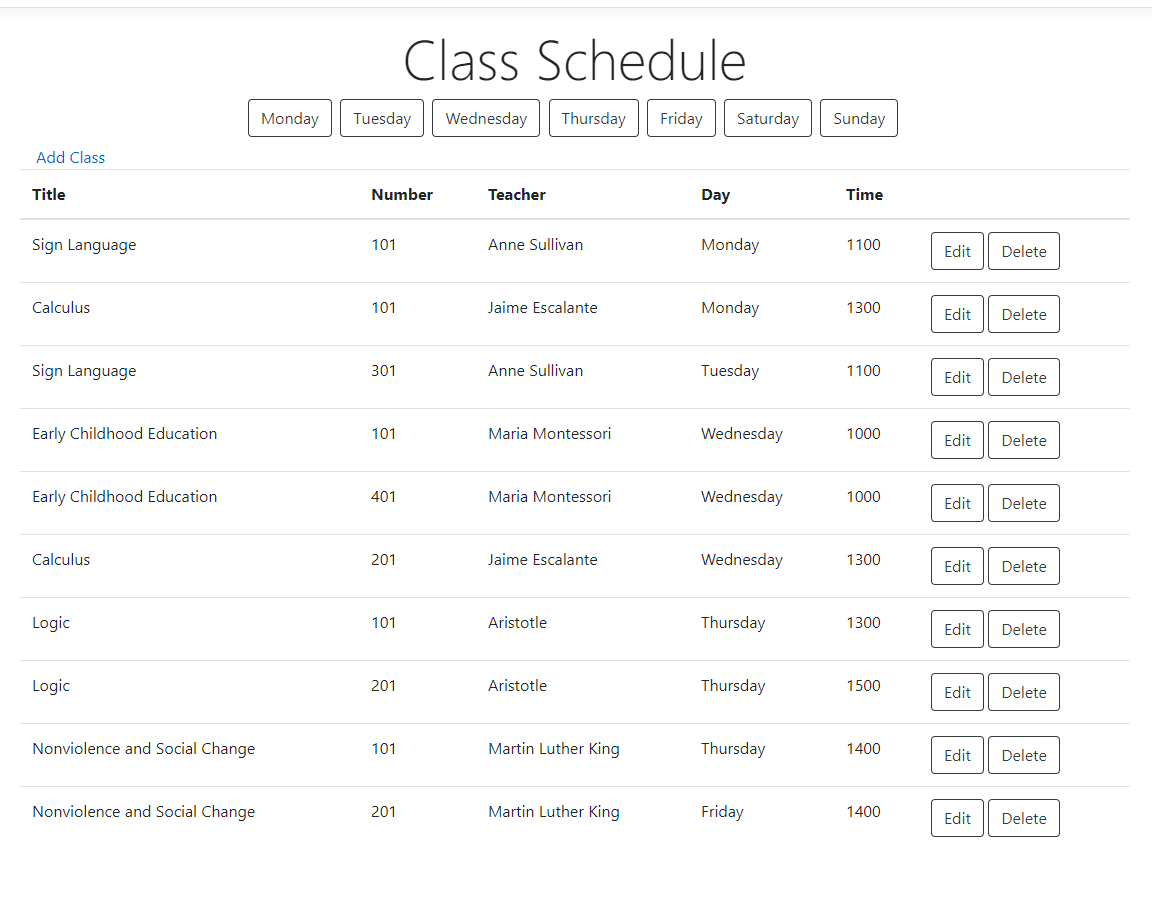 Class Schedule
Monday Tuesday Wednesday Thursday Friday Saturday Sunday
Add Class
Title Number Teacher Day Time
Sign Language 101 Anne Sullivan Monday 1100 Edit Delete
Calculus 101 Jaime Escalante Monday 1300 Edit Delete
Sign Language 301 Anne Sullivan Tuesday 1100 Edit Delete
Early Childhood Education 101 Maria Montessori Wednesday 1000 Edit Delete
Early Childhood Education 401 Maria Montessori Wednesday 1000 Edit Delete
Calculus 201 Jaime Escalante Wednesday 1300 Edit Delete
Logic 101 Aristotle Thursday 1300 Edit Delete
Logic 201 Aristotle Thursday 1500 Edit Delete
Nonviolence and Social Change 101 Martin Luther King Thursday 1400 Edit Delete
Nonviolence and Social Change 201 Martin Luther King Friday 1400 Edit Delete